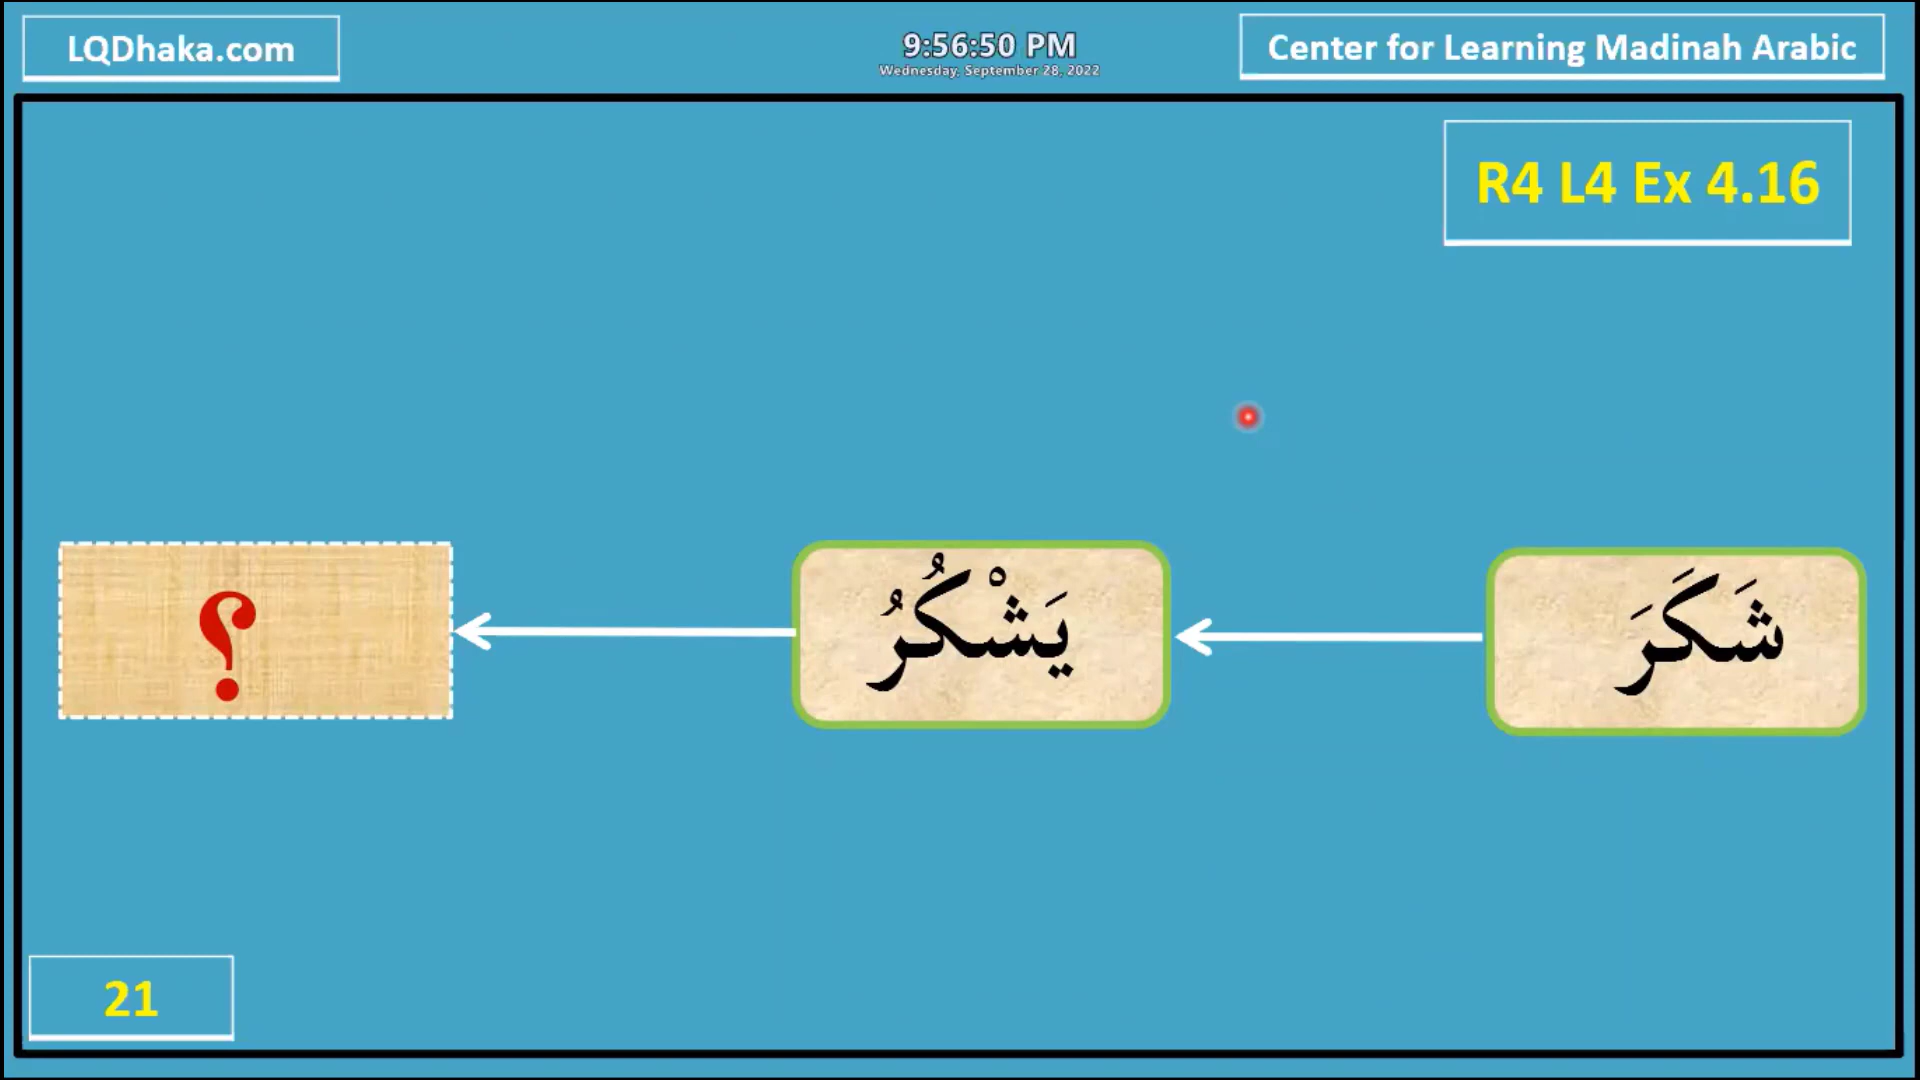 LQDhaka.com
9:56:50 PM
Wednesday, September 28, 2022
Center for Learning Madinah Arabic
R4 L4 Ex 4.16
شَكَرَ
يَشْكُرُ
؟
21